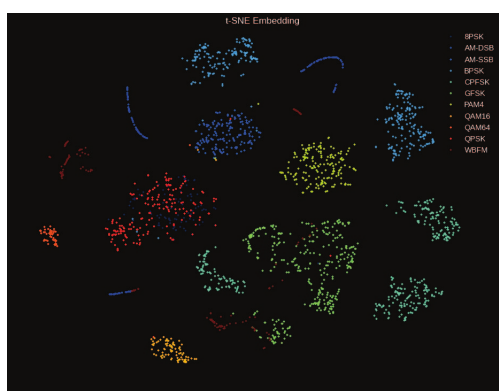 t-SNE Embedding
8PSK
AM-DSB
AM-SSB
BPSK
CPFSK
GFSK
PAM4
QAM16
QAM64
QPSK
WBFM